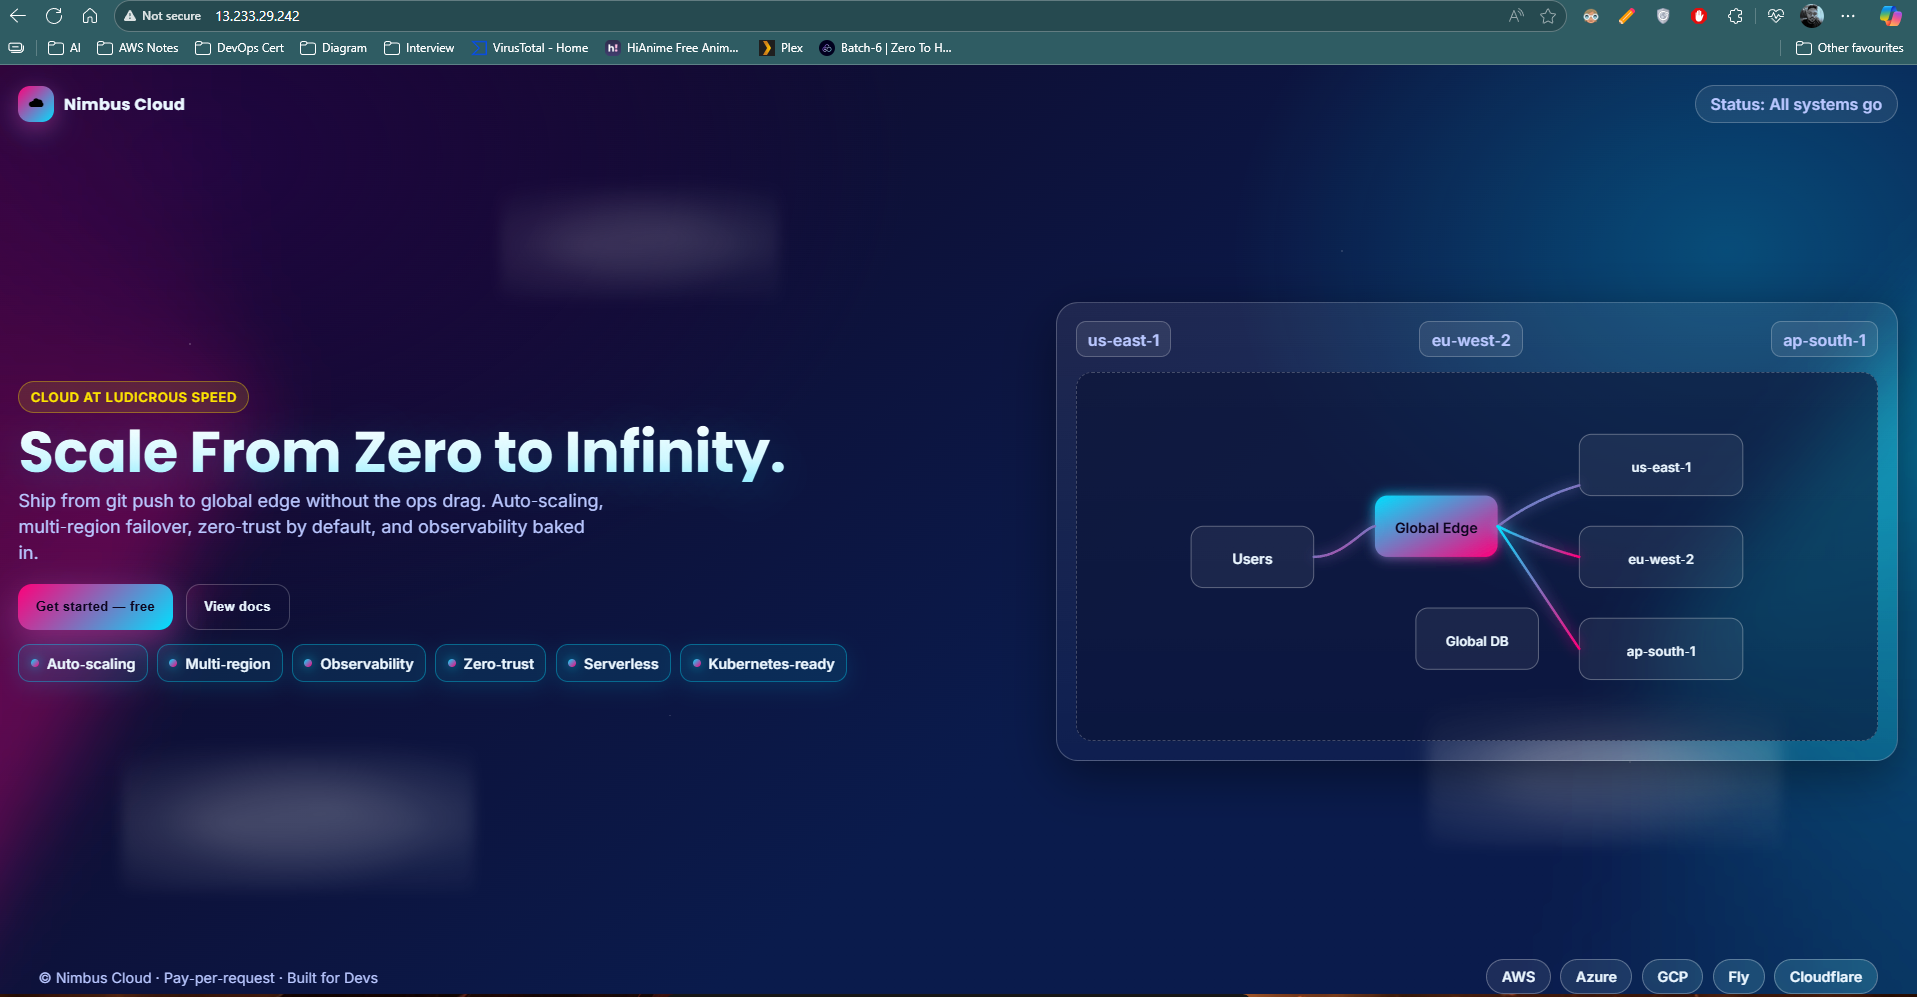 Not secure 13.233.29.242
AI AWS Notes DevOps Cert Diagram Interview VirusTotal - Home h! HiAnime Free Anim... Plex Batch-6 | Zero To H... Other favourites
Nimbus Cloud
Status: All systems go
CLOUD AT LUDICROUS SPEED
Scale From Zero to Infinity.
Ship from git push to global edge without the ops drag. Auto-scaling,
multi-region failover, zero-trust by default, and observability baked
in.
Get started — free View docs
Auto-scaling Multi-region Observability Zero-trust Serverless Kubernetes-ready
us-east-1 eu-west-2 ap-south-1
us-east-1
Global Edge
Users
eu-west-2
Global DB
ap-south-1
© Nimbus Cloud · Pay-per-request · Built for Devs
AWS Azure GCP Fly Cloudflare